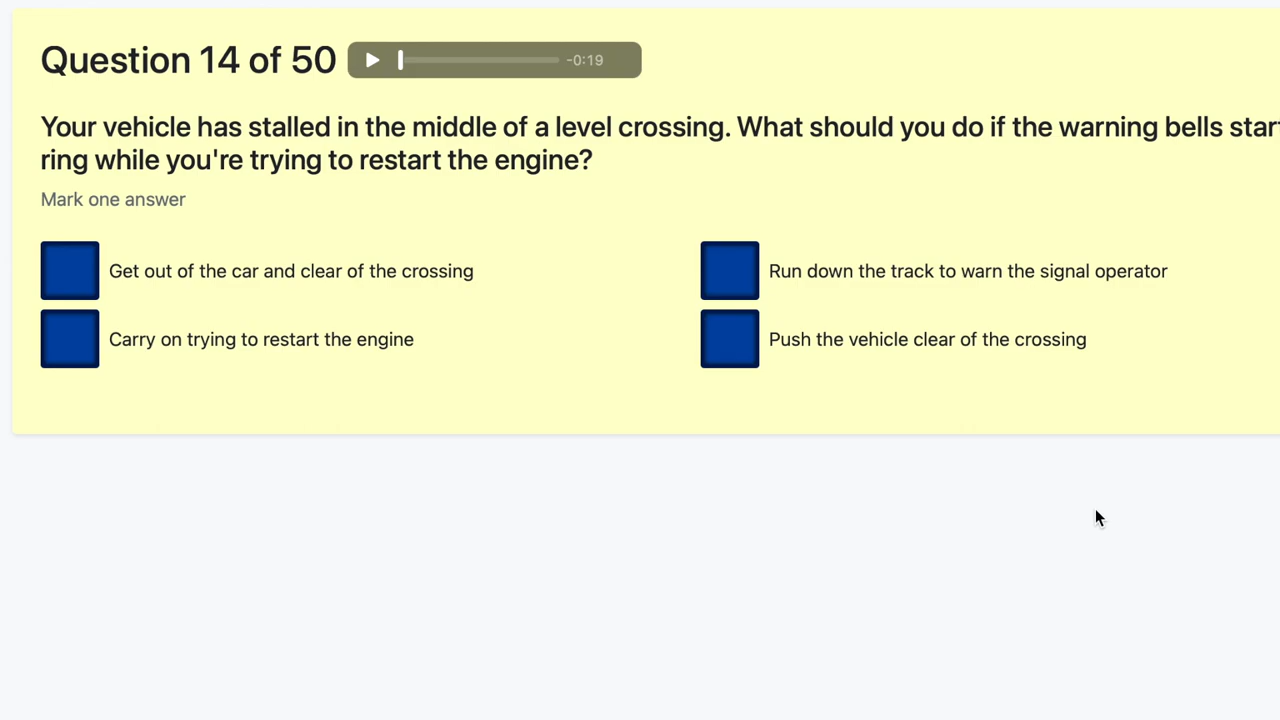 Question 14 of 50
-0:19
Your vehicle has stalled in the middle of a level crossing. What should you do if the warning bells star
ring while you're trying to restart the engine?
Mark one answer
Get out of the car and clear of the crossing
Run down the track to warn the signal operator
Carry on trying to restart the engine
Push the vehicle clear of the crossing